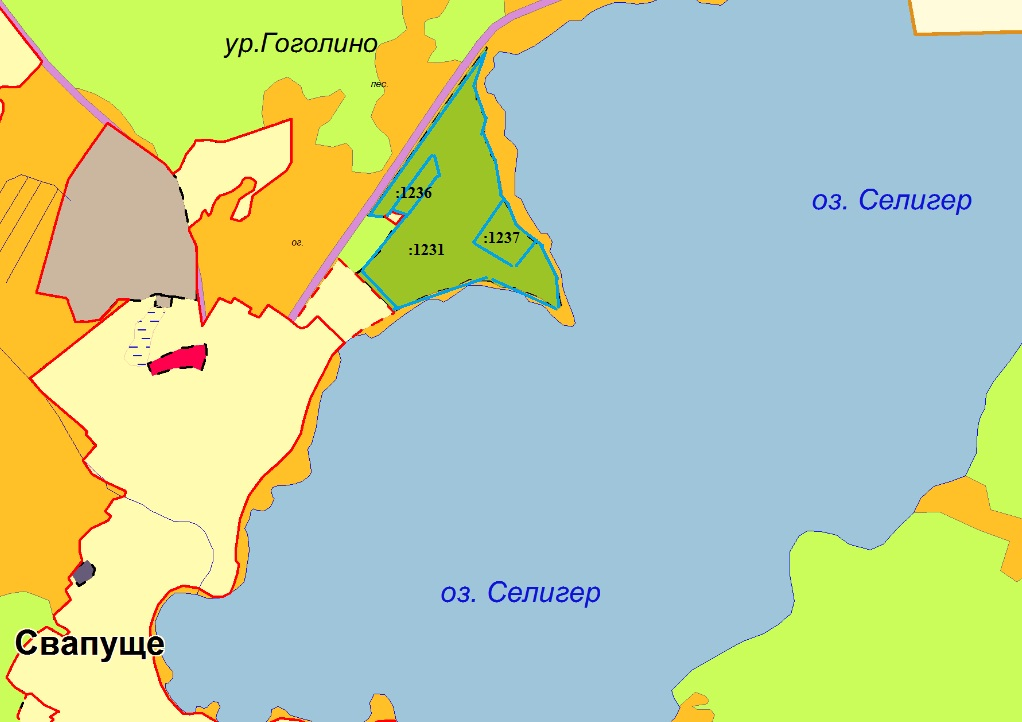 ур.Гоголино
лес.
:1236
оз. Селигер
:1237
ог.
:1231
оз. Селигер
Свапуще